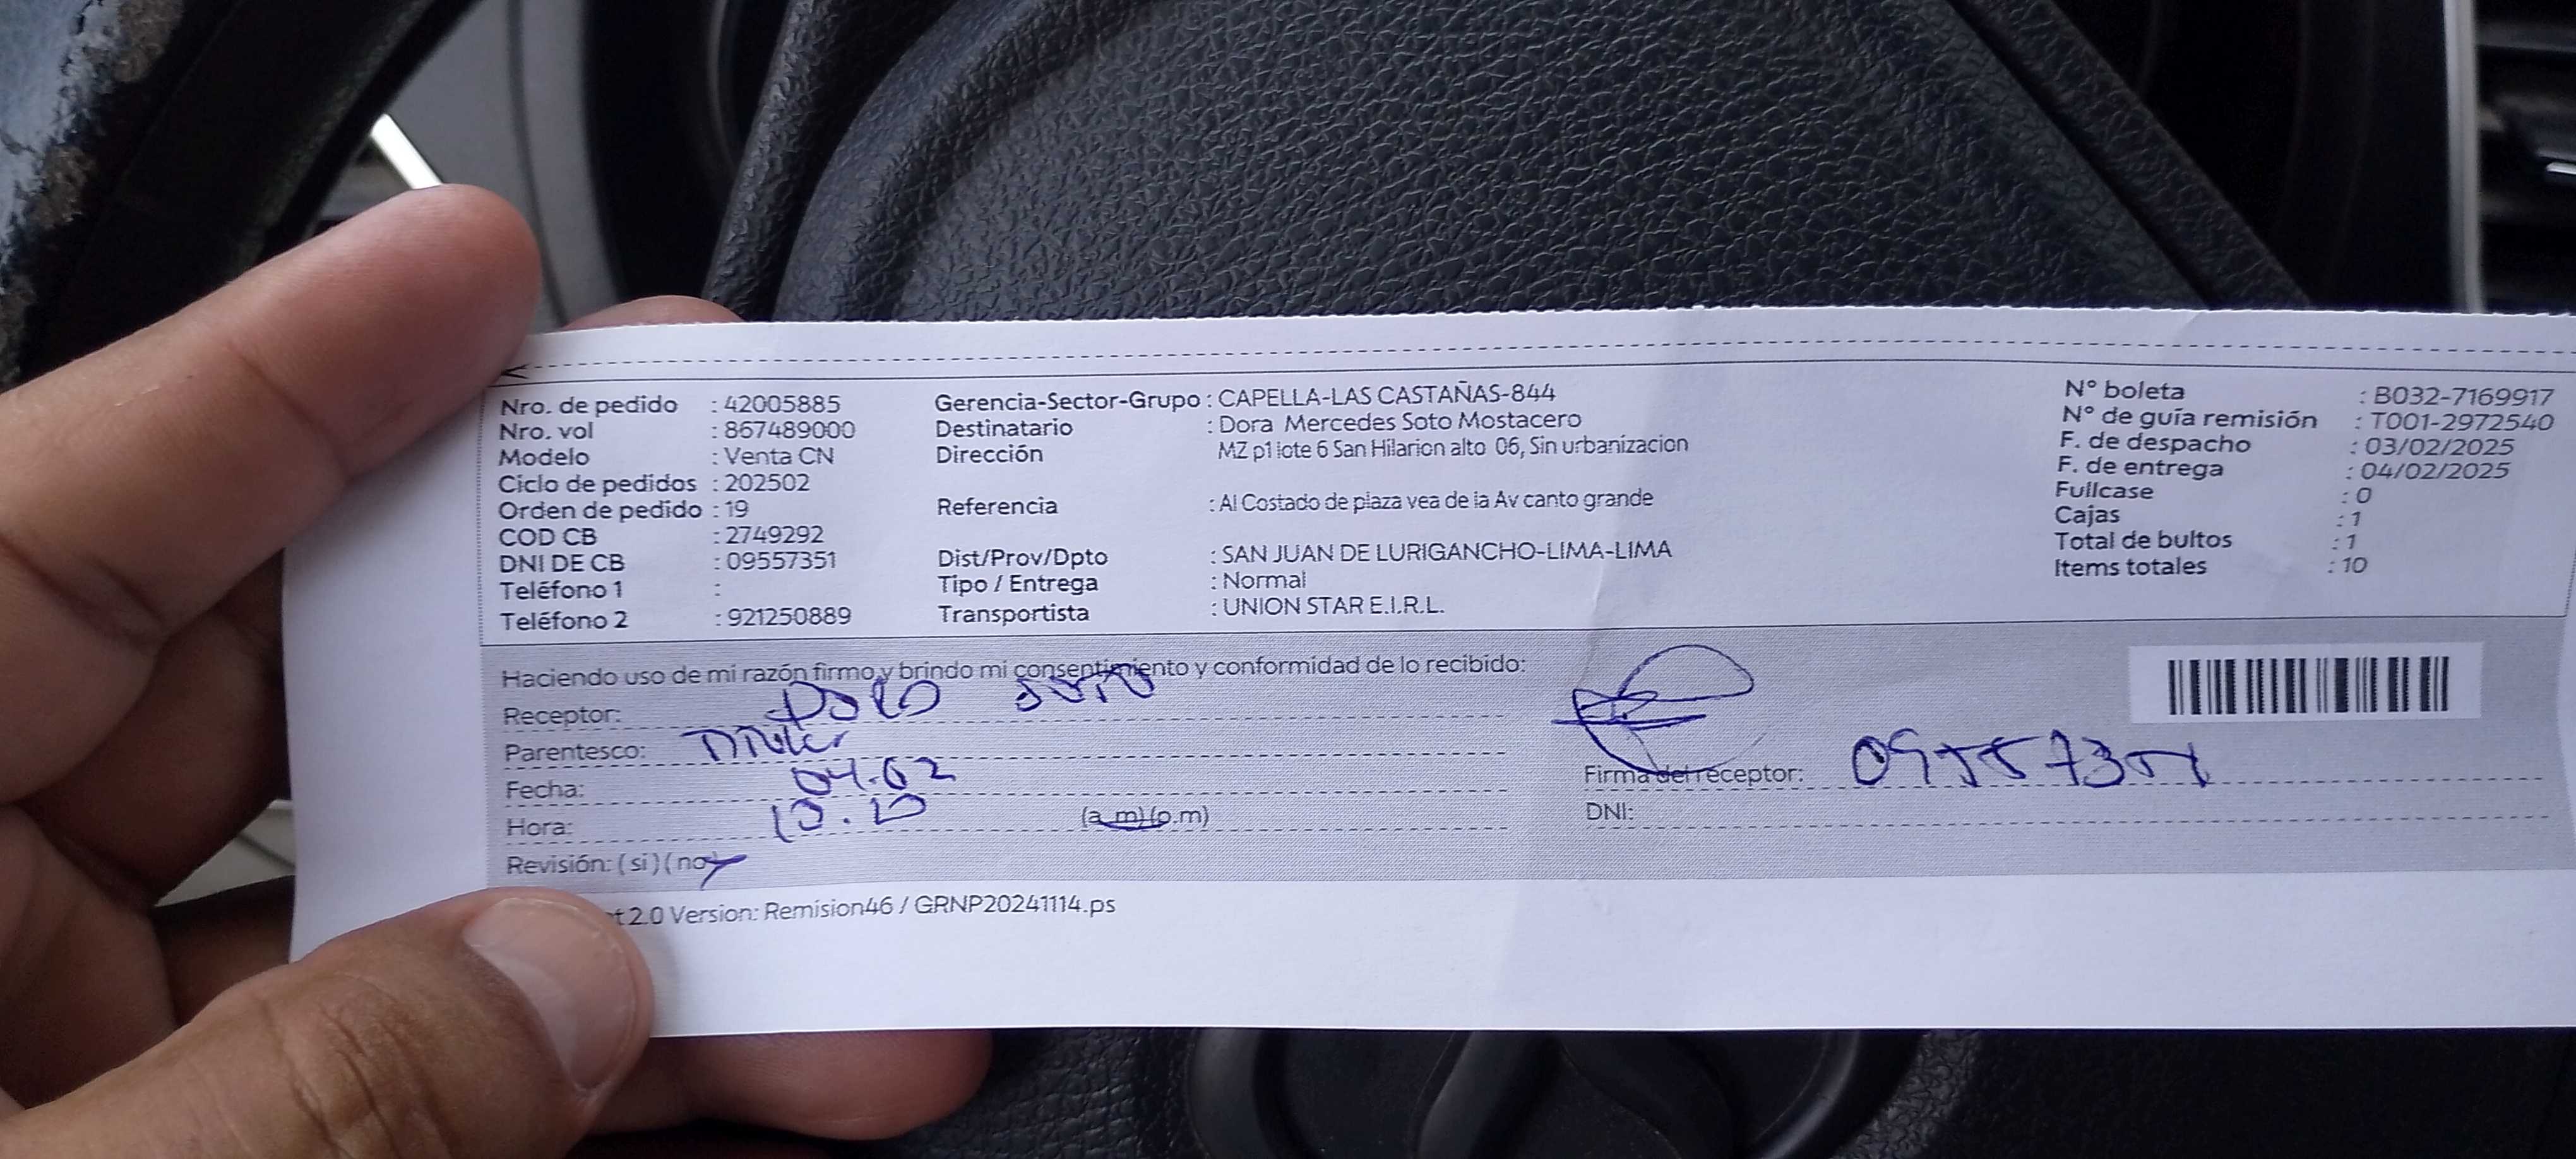 Nro. de pedido : 42005885 Gerencia-Sector-Grupo : CAPELLA-LAS CASTAÑAS-844 N° boleta : B032-7169917
Nro. vol : 867489000 Destinatario : Dora Mercedes Soto Mostacero N° de guía remisión : T001-2972540
Modelo : Venta CN Dirección MZ p1 lote 6 San Hilarion alto 06, Sin urbanizacion F. de despacho : 03/02/2025
Ciclo de pedidos : 202502 F. de entrega : 04/02/2025
Orden de pedido : 19 Referencia : Al Costado de plaza vea de la Av canto grande Fullcase : 0
COD CB : 2749292 Cajas : 1
DNI DE CB : 09557351 Dist/Prov/Dpto : SAN JUAN DE LURIGANCHO-LIMA-LIMA Total de bultos : 1
Teléfono 1 : Tipo / Entrega : Normal Items totales : 10
Teléfono 2 : 921250889 Transportista : UNION STAR E.I.R.L.
Haciendo uso de mi razón firmo y brindo mi consentimiento y conformidad de lo recibido:
Receptor: Soto
Parentesco: Titular
Fecha: 04.02 Firma del receptor: 09557351
Hora: 10.10 (a.m)(p.m) DNI:
Revisión: (si) (no)
t 2.0 Version: Remision46 / GRNP20241114.ps